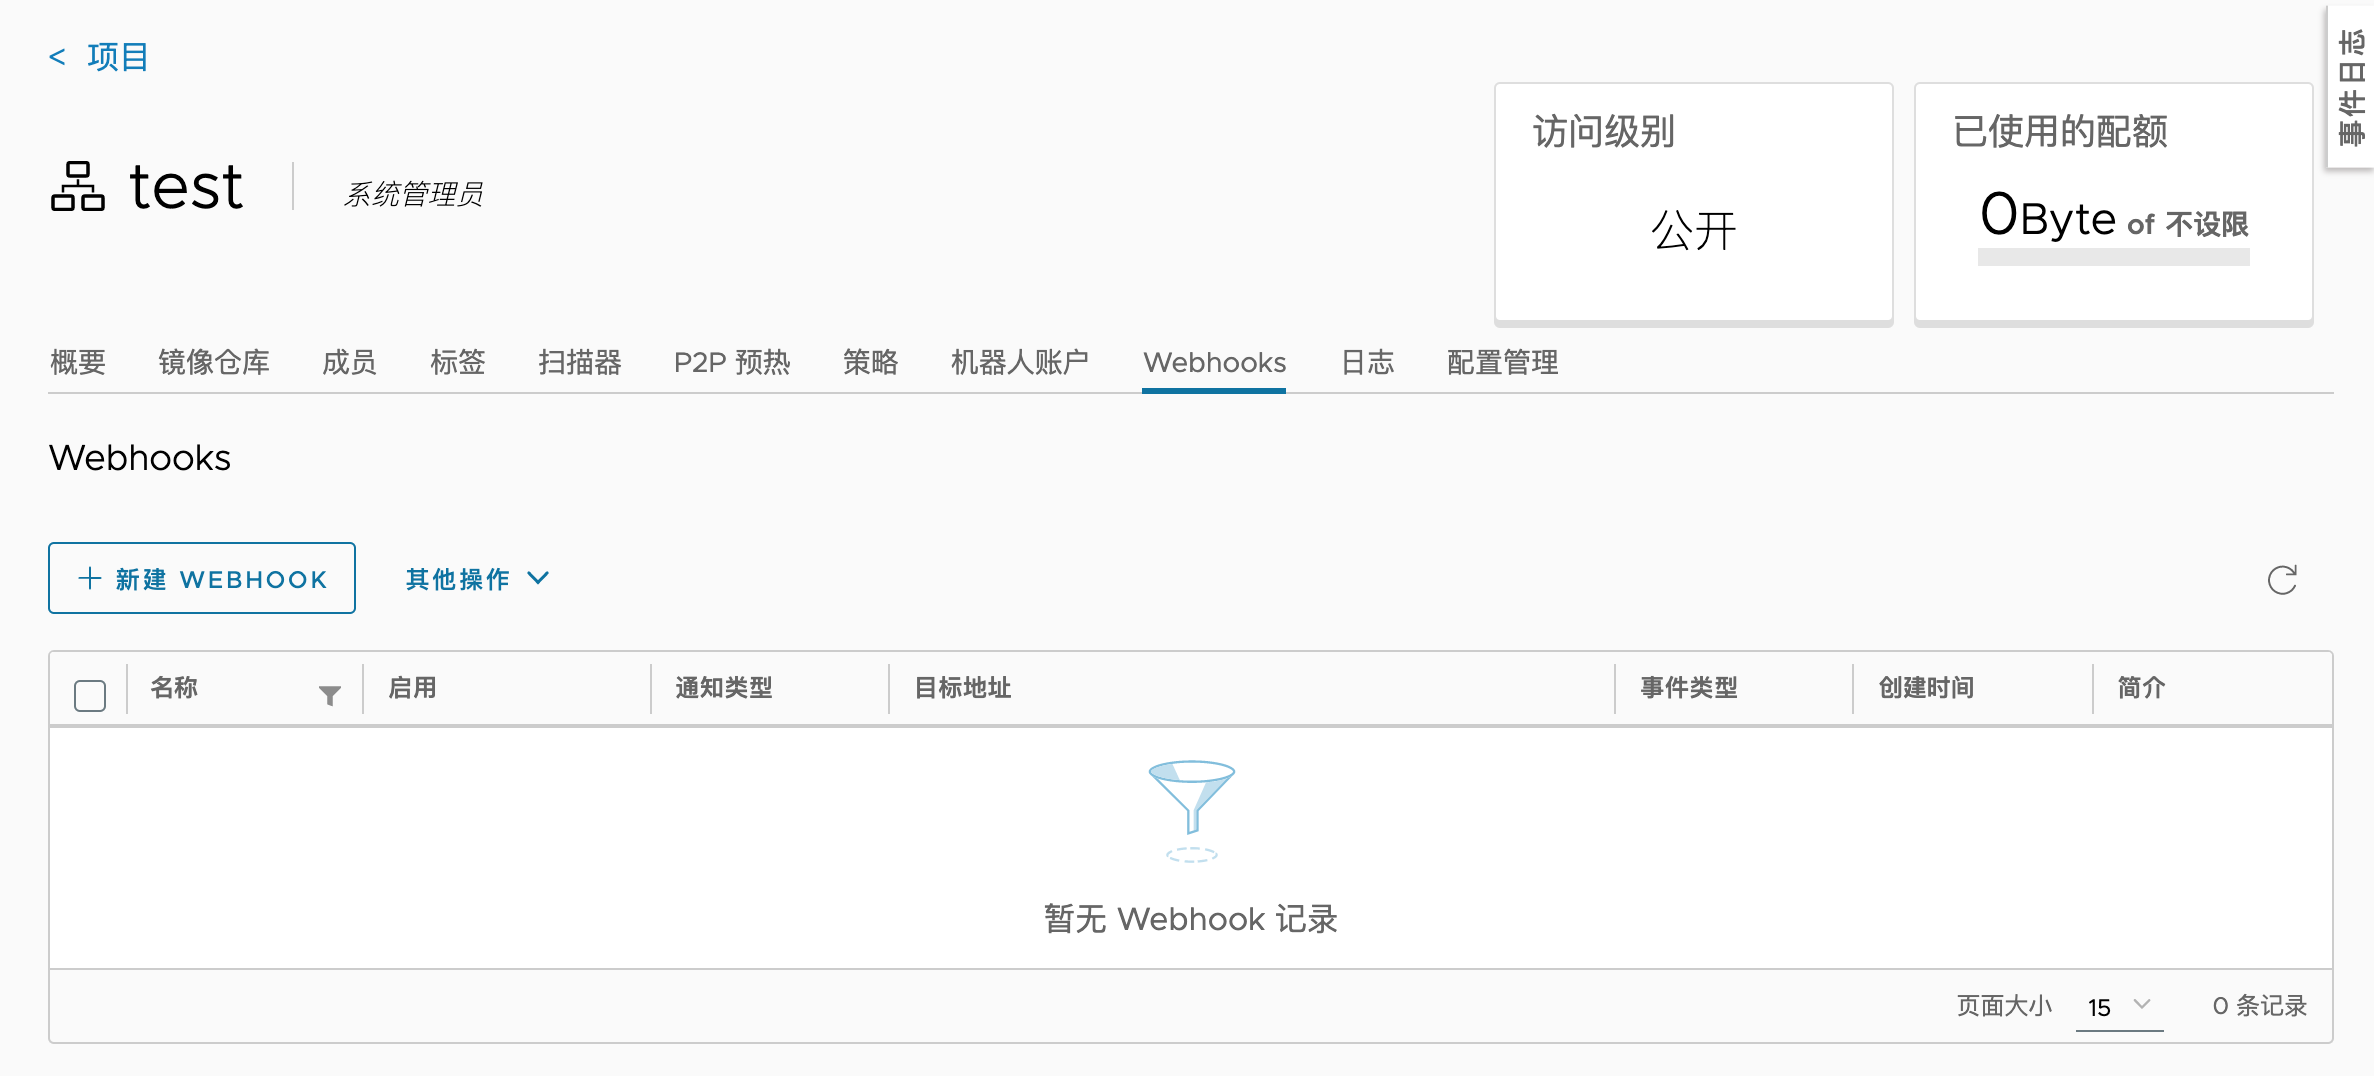 < 项目
事件日志
test
系统管理员
访问级别
公开
已使用的配额
0Byte of 不设限
概要 镜像仓库 成员 标签 扫描器 P2P 预热 策略 机器人账户 Webhooks 日志 配置管理
Webhooks
+ 新建 WEBHOOK 其他操作
名称 启用 通知类型 目标地址 事件类型 创建时间 简介
暂无 Webhook 记录
页面大小 15 0 条记录